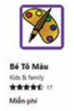 Bé Tô Màu
Kids & family
17
Miễn phí